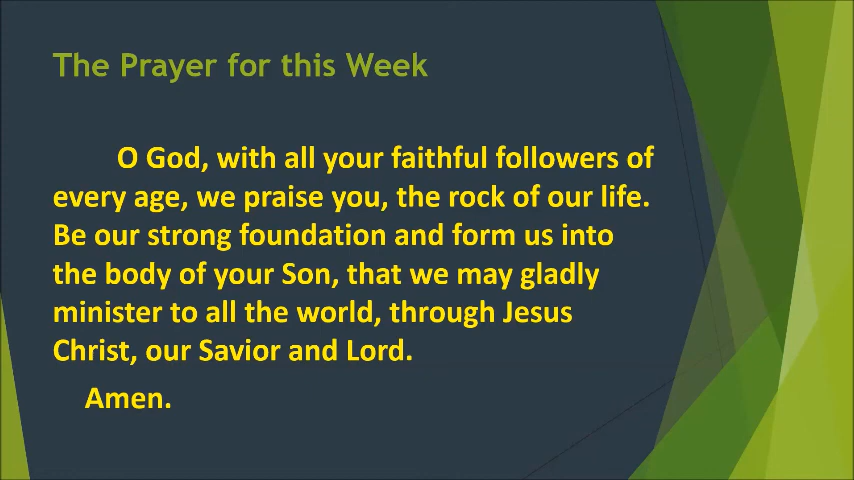 The Prayer for this Week
O God, with all your faithful followers of
every age, we praise you, the rock of our life.
Be our strong foundation and form us into
the body of your Son, that we may gladly
minister to all the world, through Jesus
Christ, our Savior and Lord.
Amen.